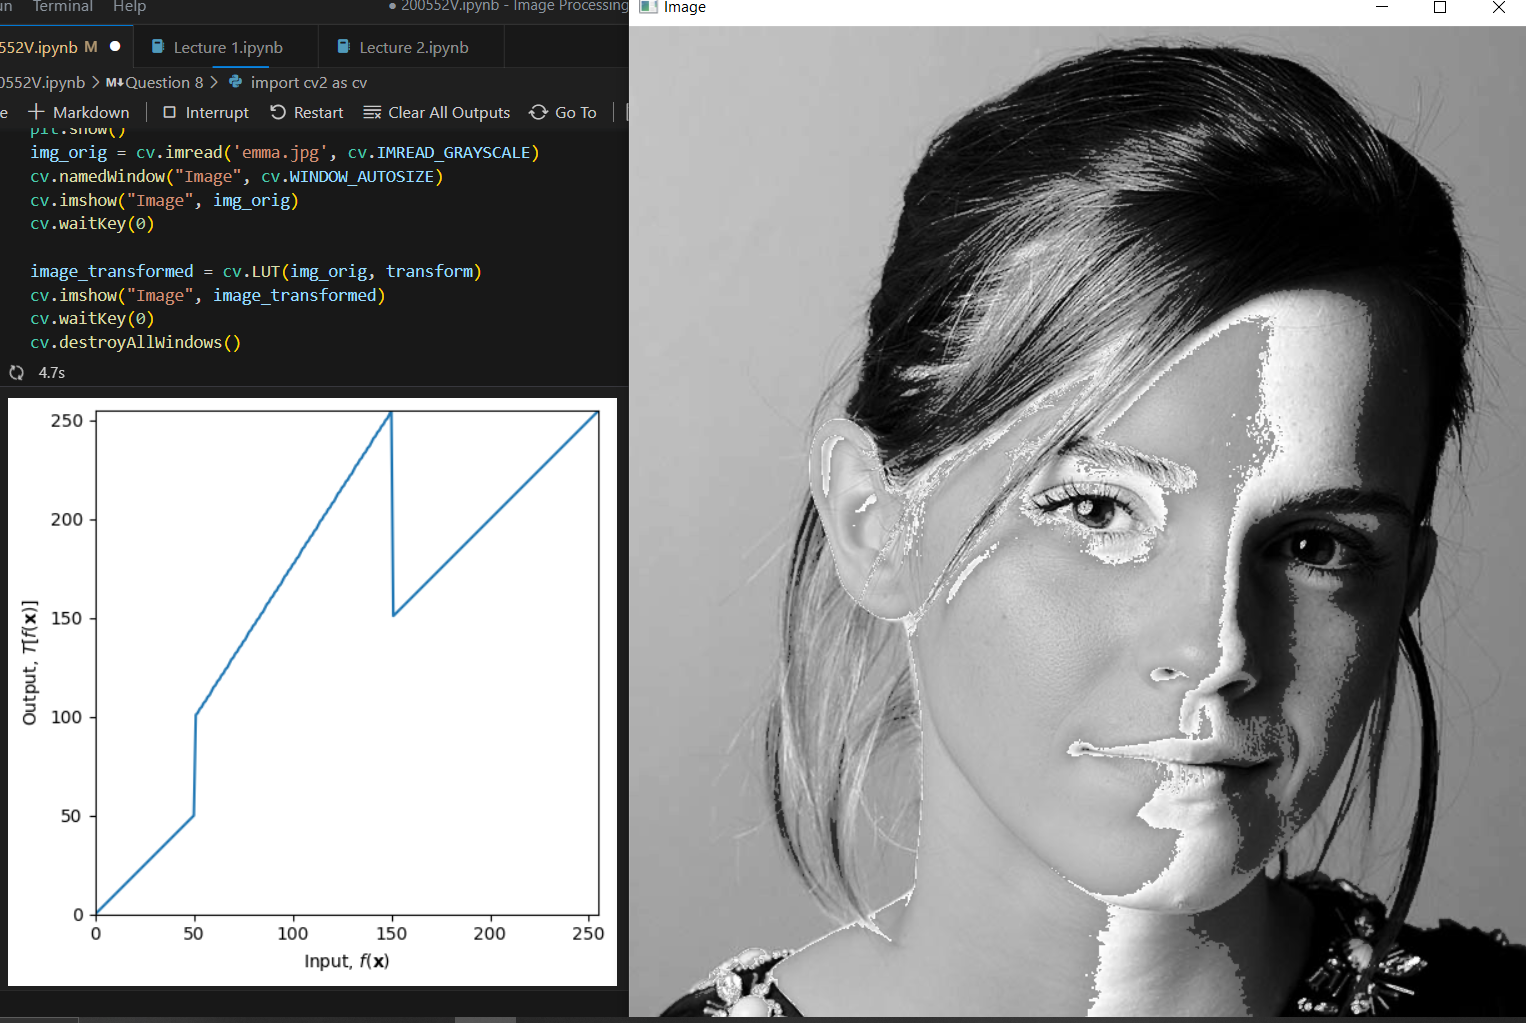 Terminal Help
● 200552V.ipynb - Image Processing
552V.ipynb M ● Lecture 1.ipynb Lecture 2.ipynb
0552V.ipynb > M↓Question 8 > import cv2 as cv
e + Markdown Interrupt Restart Clear All Outputs Go To
plt.show()
img_orig = cv.imread('emma.jpg', cv.IMREAD_GRAYSCALE)
cv.namedWindow("Image", cv.WINDOW_AUTOSIZE)
cv.imshow("Image", img_orig)
cv.waitKey(0)
image_transformed = cv.LUT(img_orig, transform)
cv.imshow("Image", image_transformed)
cv.waitKey(0)
cv.destroyAllWindows()
4.7s
250
200
150
100
50
0
Output, T[f(x)]
0 50 100 150 200 250
Input, f(x)
Image